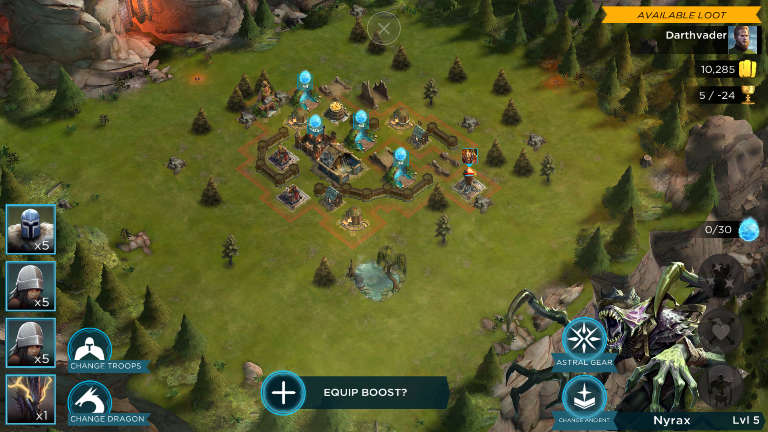 AVAILABLE LOOT
Darthvader
10,285
5 / -24
0/30
x5
x5
x5
x1
CHANGE TROOPS
CHANGE DRAGON
EQUIP BOOST?
ASTRAL GEAR
CHANGE ANCIENT
Nyrax Lvl 5